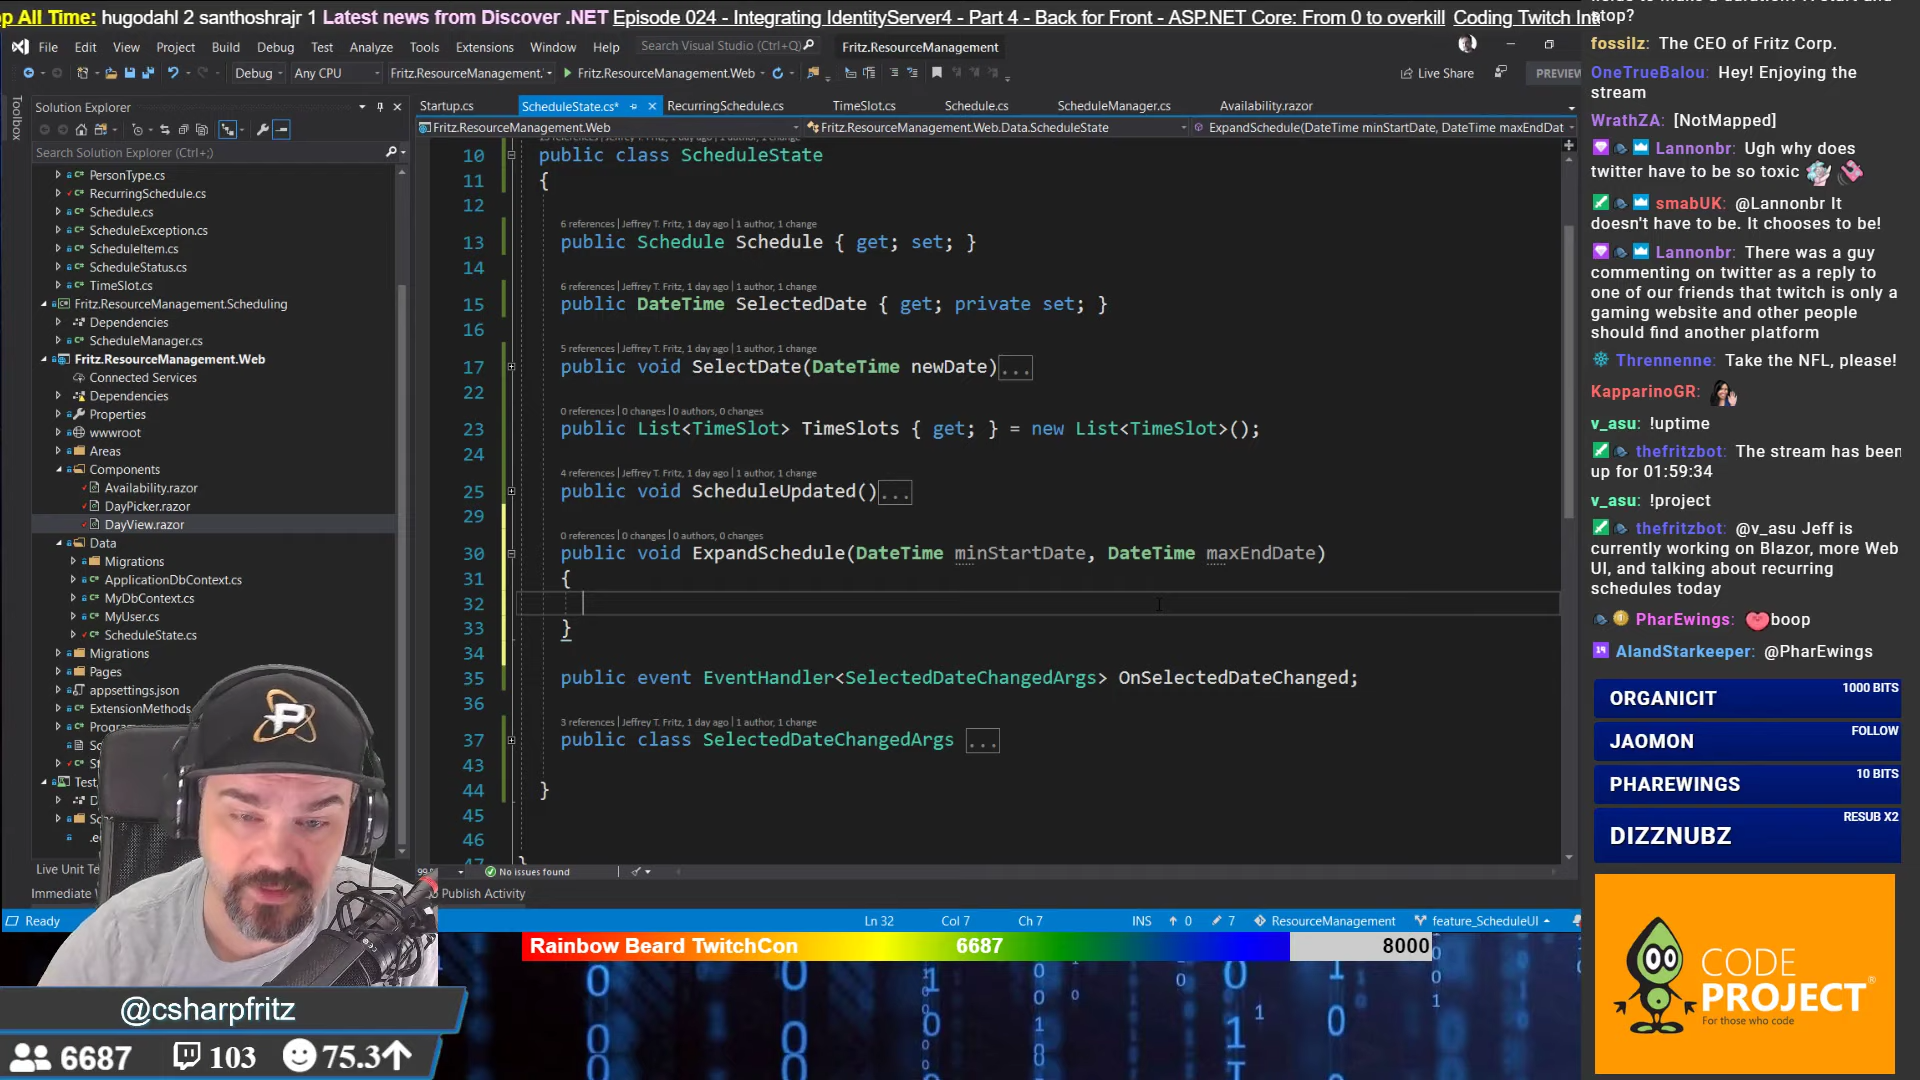 op All Time: hugodahl 2 santhoshrajr 1 Latest news from Discover .NET Episode 024 - Integrating IdentityServer4 - Part 4 - Back for Front - ASP.NET Core: From 0 to overkill Coding Twitch Int
File Edit View Project Build Debug Test Analyze Tools Extensions Window Help Search Visual Studio (Ctrl+Q) Fritz.ResourceManagement
Debug Any CPU Fritz.ResourceManagement. Fritz.ResourceManagement.Web Live Share PREVIEW
Toolbox
Solution Explorer
Search Solution Explorer (Ctrl+;)
PersonType.cs
RecurringSchedule.cs
Schedule.cs
ScheduleException.cs
ScheduleItem.cs
ScheduleStatus.cs
TimeSlot.cs
Fritz.ResourceManagement.Scheduling
Dependencies
ScheduleManager.cs
Fritz.ResourceManagement.Web
Connected Services
Dependencies
Properties
wwwroot
Areas
Components
Availability.razor
DayPicker.razor
DayView.razor
Data
Migrations
ApplicationDbContext.cs
MyDbContext.cs
MyUser.cs
ScheduleState.cs
Migrations
Pages
appsettings.json
ExtensionMethods
Progr
Sc
St
Test
Live Unit Te
Immediate
Startup.cs ScheduleState.cs* RecurringSchedule.cs TimeSlot.cs Schedule.cs ScheduleManager.cs Availability.razor
Fritz.ResourceManagement.Web Fritz.ResourceManagement.Web.Data.ScheduleState ExpandSchedule(DateTime minStartDate, DateTime maxEndDat
10 public class ScheduleState
11 {
12
6 references | Jeffrey T. Fritz, 1 day ago | 1 author, 1 change
13 public Schedule Schedule { get; set; }
14
6 references | Jeffrey T. Fritz, 1 day ago | 1 author, 1 change
15 public DateTime SelectedDate { get; private set; }
16
5 references | Jeffrey T. Fritz, 1 day ago | 1 author, 1 change
17 public void SelectDate(DateTime newDate)...
22
0 references | 0 changes | 0 authors, 0 changes
23 public List<TimeSlot> TimeSlots { get; } = new List<TimeSlot>();
24
4 references | Jeffrey T. Fritz, 1 day ago | 1 author, 1 change
25 public void ScheduleUpdated()...
29
0 references | 0 changes | 0 authors, 0 changes
30 public void ExpandSchedule(DateTime minStartDate, DateTime maxEndDate)
31 {
32
33 }
34
35 public event EventHandler<SelectedDateChangedArgs> OnSelectedDateChanged;
36
3 references | Jeffrey T. Fritz, 1 day ago | 1 author, 1 change
37 public class SelectedDateChangedArgs ...
43
44 }
45
46
47 }
No issues found
Publish Activity
Ready Ln 32 Col 7 Ch 7 INS 0 7 ResourceManagement feature_ScheduleUI
Rainbow Beard TwitchCon 6687 8000
@csharpfritz
6687 103 75.3
stop?
fossilz: The CEO of Fritz Corp.
OneTrueBalou: Hey! Enjoying the
stream
WrathZA: [NotMapped]
Lannonbr: Ugh why does
twitter have to be so toxic
smabUK: @Lannonbr It
doesn't have to be. It chooses to be!
Lannonbr: There was a guy
commenting on twitter as a reply to
one of our friends that twitch is only a
gaming website and other people
should find another platform
Thrennenne: Take the NFL, please!
KapparinoGR:
v_asu: !uptime
thefritzbot: The stream has been
up for 01:59:34
v_asu: !project
thefritzbot: @v_asu Jeff is
currently working on Blazor, more Web
UI, and talking about recurring
schedules today
PharEwings: boop
AlandStarkeeper: @PharEwings
ORGANICIT 1000 BITS
JAOMON FOLLOW
PHAREWINGS 10 BITS
DIZZNUBZ RESUB X2
CODE
PROJECT
For those who code